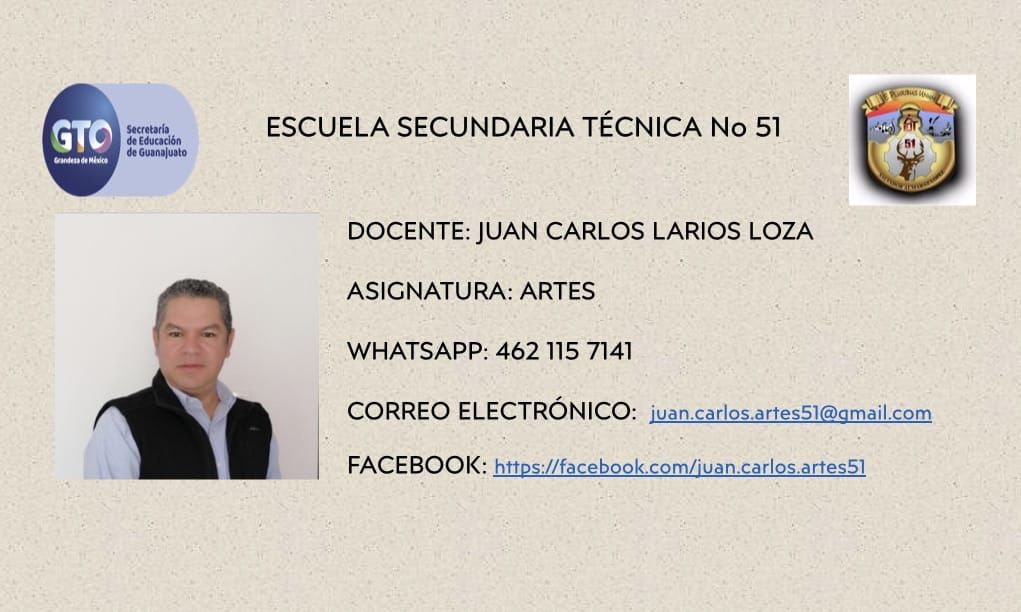 GTO
Grandeza de México
Secretaría
de Educación
de Guanajuato
ESCUELA SECUNDARIA TÉCNICA No 51
51
DOCENTE: JUAN CARLOS LARIOS LOZA
ASIGNATURA: ARTES
WHATSAPP: 462 115 7141
CORREO ELECTRÓNICO: juan.carlos.artes51@gmail.com
FACEBOOK: https://facebook.com/juan.carlos.artes51